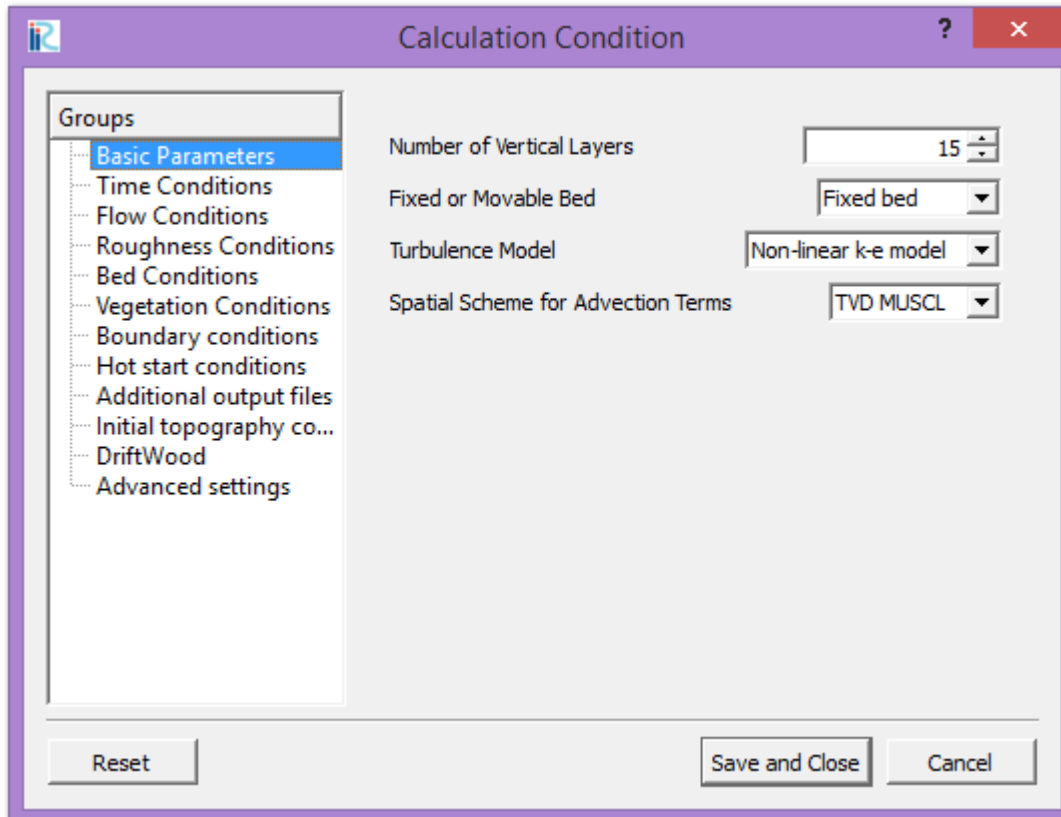 iRC
Calculation Condition
?
×
Groups
Basic Parameters
Time Conditions
Flow Conditions
Roughness Conditions
Bed Conditions
Vegetation Conditions
Boundary conditions
Hot start conditions
Additional output files
Initial topography co...
DriftWood
Advanced settings
Number of Vertical Layers 15
Fixed or Movable Bed Fixed bed
Turbulence Model Non-linear k-e model
Spatial Scheme for Advection Terms TVD MUSCL
Reset Save and Close Cancel